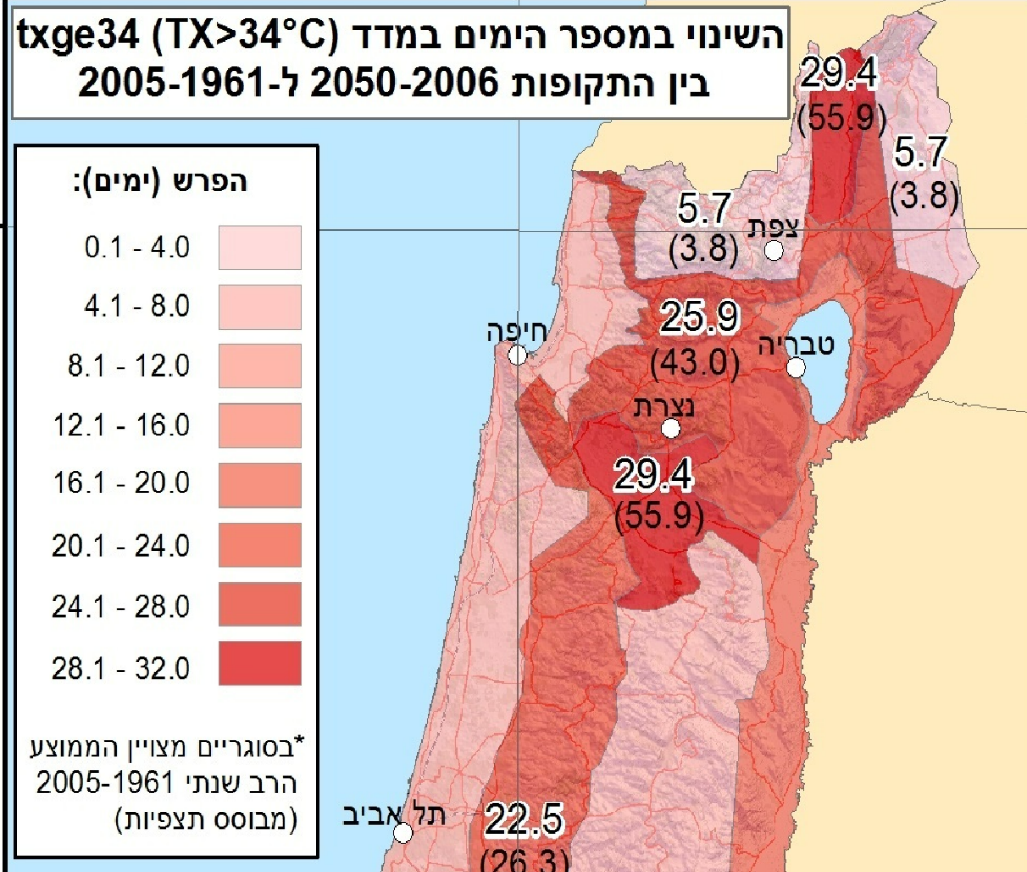 השינוי במספר הימים במדד txge34 (TX>34°C)
בין התקופות 2050-2006 ל-2005-1961
הפרש (ימים):
0.1 - 4.0
4.1 - 8.0
8.1 - 12.0
12.1 - 16.0
16.1 - 20.0
20.1 - 24.0
24.1 - 28.0
28.1 - 32.0
*בסוגריים מצויין הממוצע
הרב שנתי 2005-1961
(מבוסס תצפיות)
29.4
(55.9)
5.7
(3.8)
5.7
(3.8)
צפת
25.9
(43.0)
חיפה
טבריה
נצרת
29.4
(55.9)
תל אביב
22.5
(26.3)